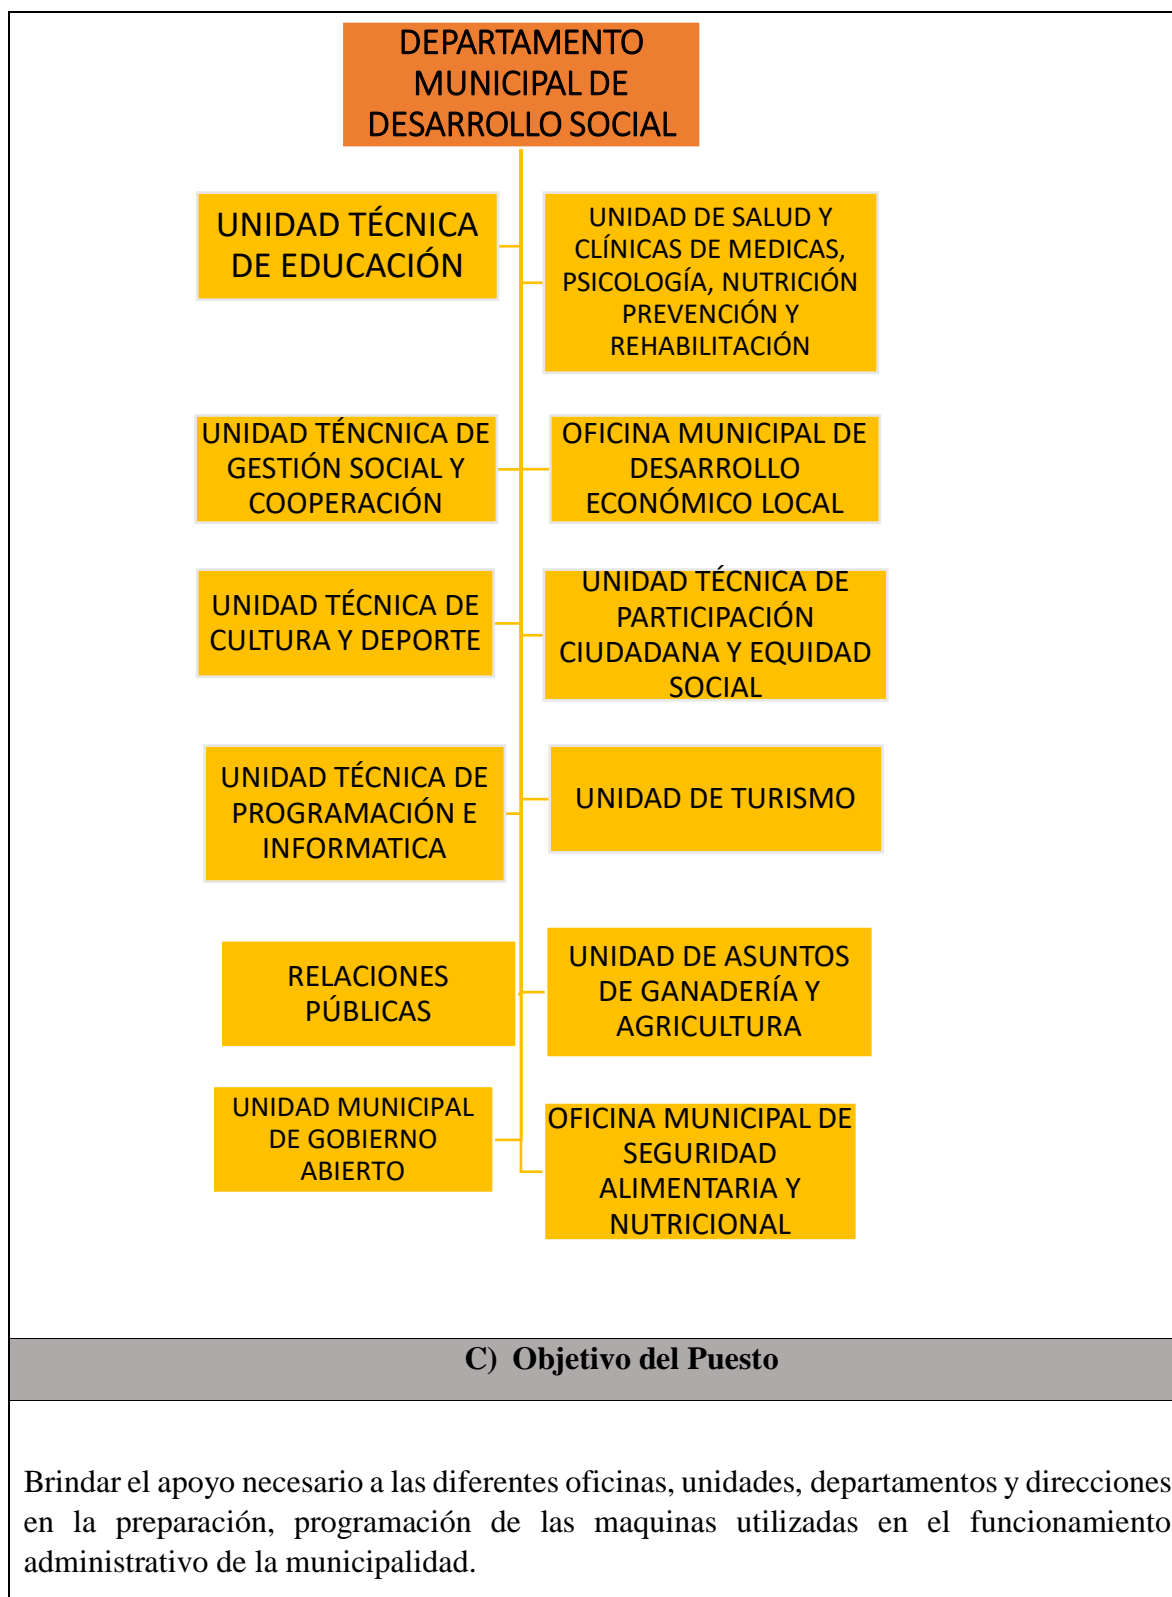 DEPARTAMENTO
MUNICIPAL DE
DESARROLLO SOCIAL
UNIDAD TÉCNICA
DE EDUCACIÓN
UNIDAD DE SALUD Y
CLÍNICAS DE MEDICAS,
PSICOLOGÍA, NUTRICIÓN
PREVENCIÓN Y
REHABILITACIÓN
UNIDAD TÉNCNICA DE
GESTIÓN SOCIAL Y
COOPERACIÓN
OFICINA MUNICIPAL DE
DESARROLLO
ECONÓMICO LOCAL
UNIDAD TÉCNICA DE
CULTURA Y DEPORTE
UNIDAD TÉCNICA DE
PARTICIPACIÓN
CIUDADANA Y EQUIDAD
SOCIAL
UNIDAD TÉCNICA DE
PROGRAMACIÓN E
INFORMATICA
UNIDAD DE TURISMO
RELACIONES
PÚBLICAS
UNIDAD DE ASUNTOS
DE GANADERÍA Y
AGRICULTURA
UNIDAD MUNICIPAL
DE GOBIERNO
ABIERTO
OFICINA MUNICIPAL DE
SEGURIDAD
ALIMENTARIA Y
NUTRICIONAL
C) Objetivo del Puesto
Brindar el apoyo necesario a las diferentes oficinas, unidades, departamentos y direcciones
en la preparación, programación de las maquinas utilizadas en el funcionamiento
administrativo de la municipalidad.